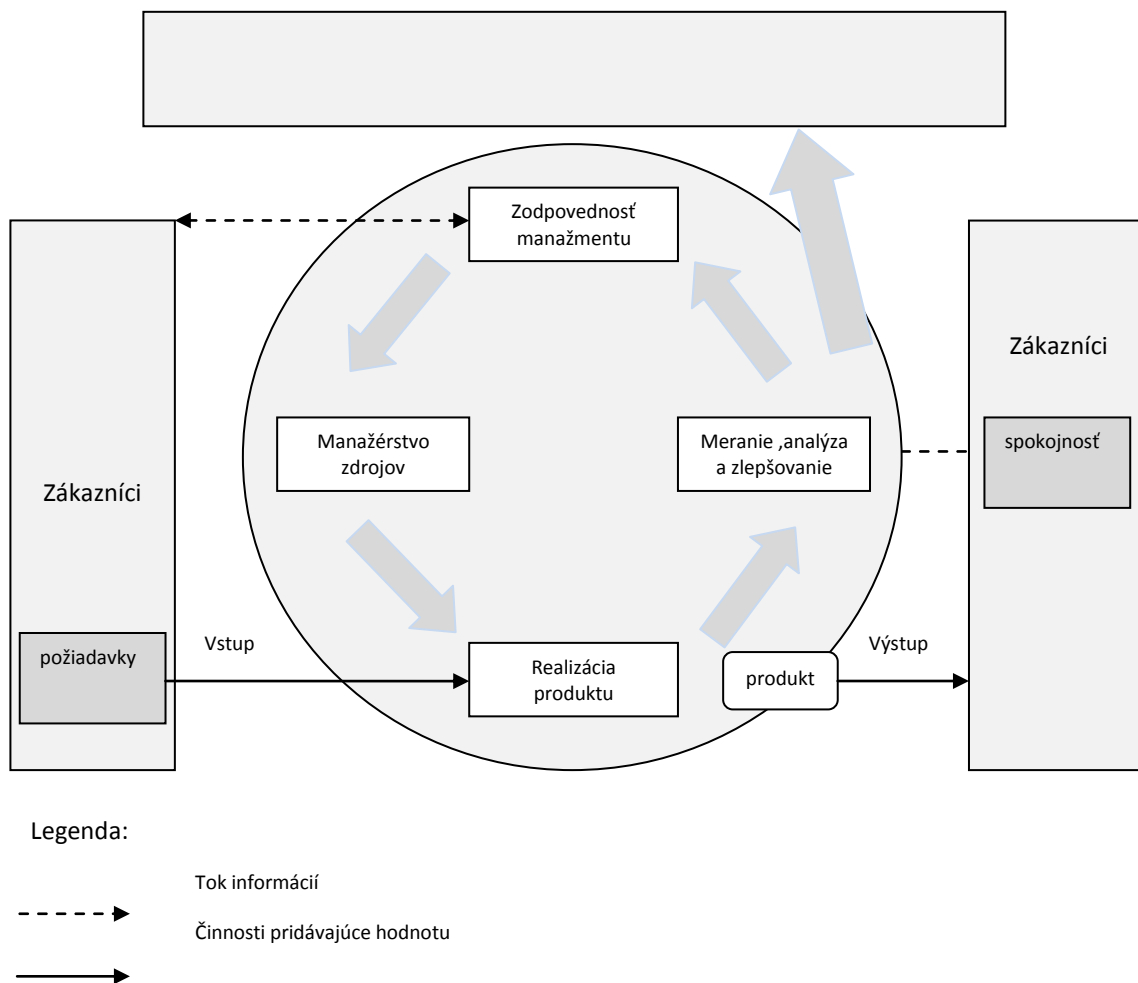 Zodpovednosť
manažmentu
Zákazníci
Manažérstvo
zdrojov
Meranie ,analýza
a zlepšovanie
spokojnosť
Zákazníci
požiadavky
Vstup
Realizácia
produktu
produkt
Výstup
Legenda:
Tok informácií
Činnosti pridávajúce hodnotu